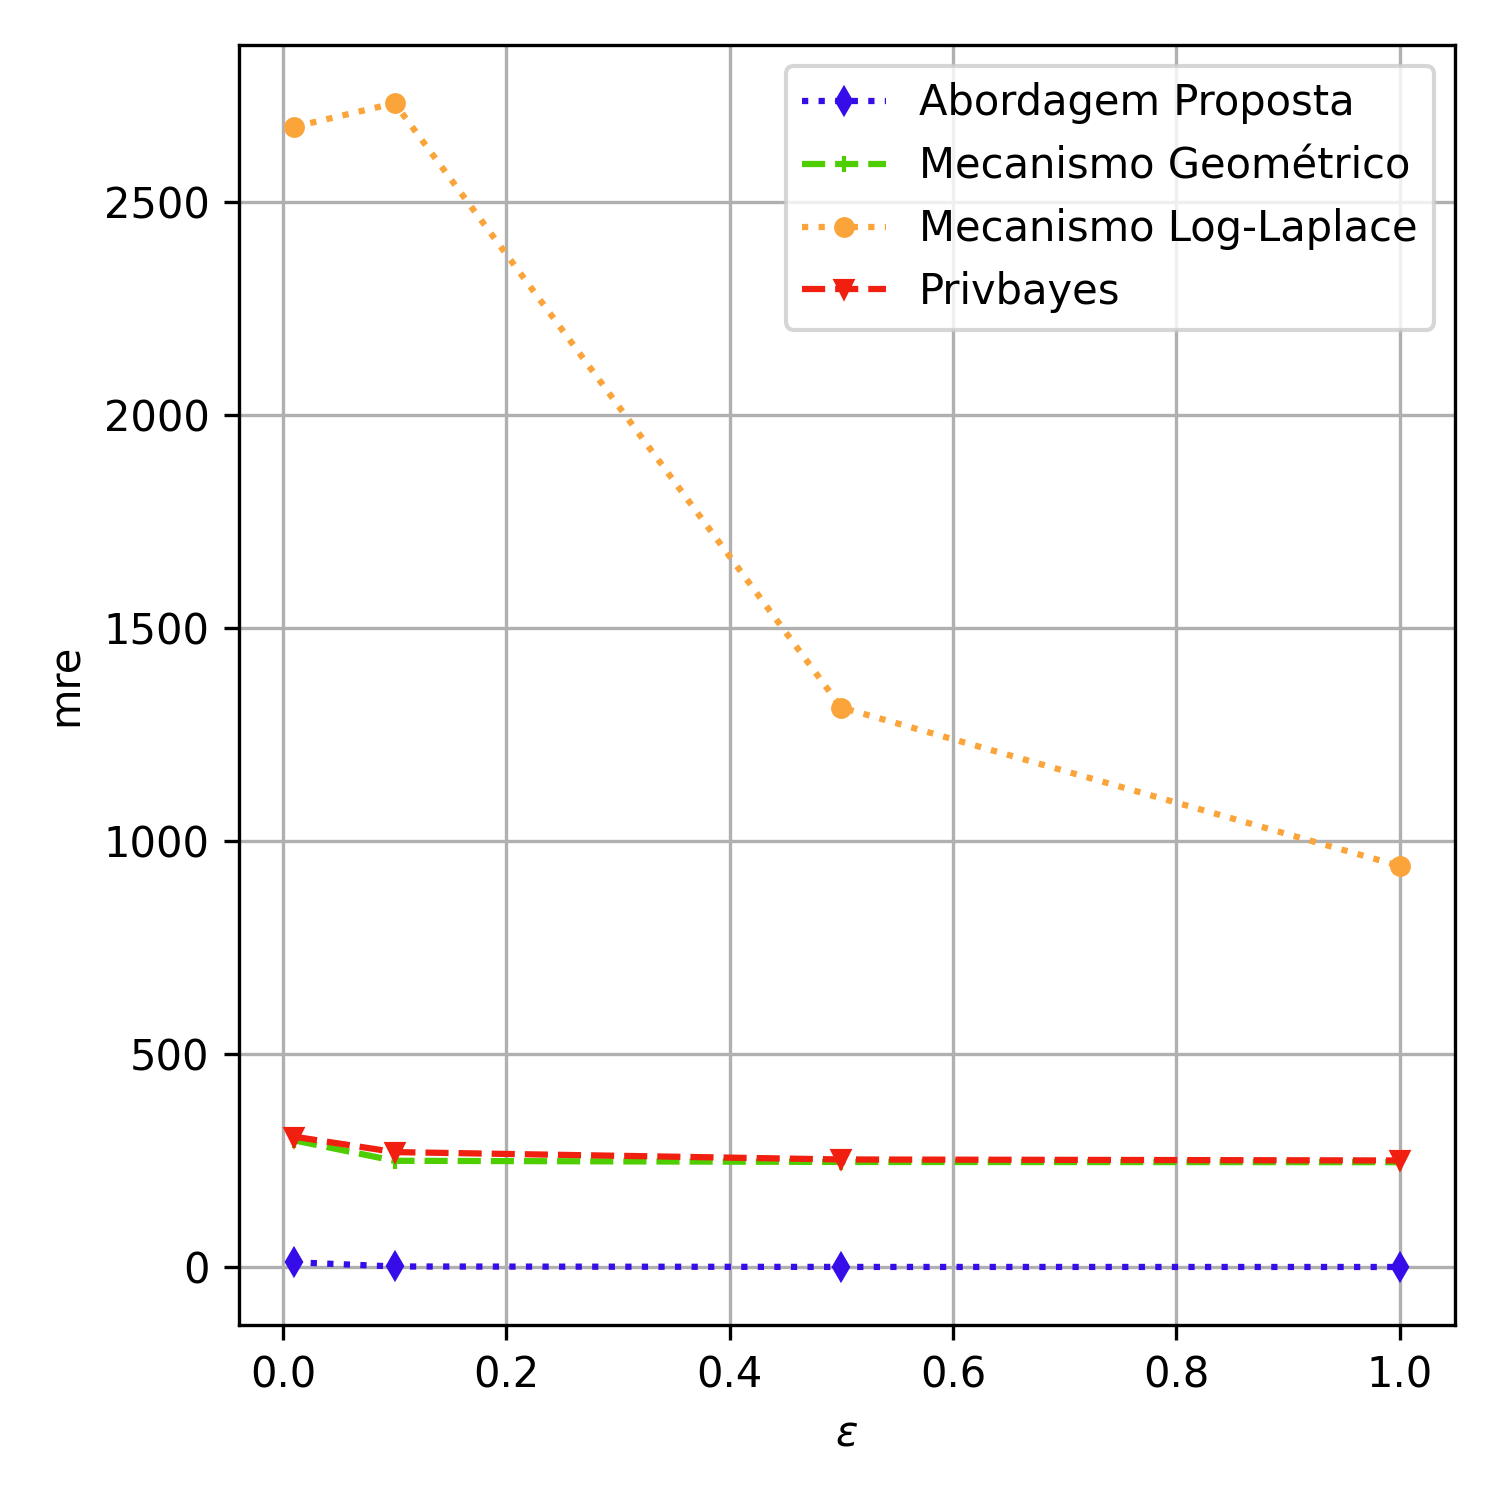 Abordagem Proposta
Mecanismo Geométrico
Mecanismo Log-Laplace
Privbayes
2500
2000
1500
1000
500
0
mre
0.0 0.2 0.4 0.6 0.8 1.0
ε